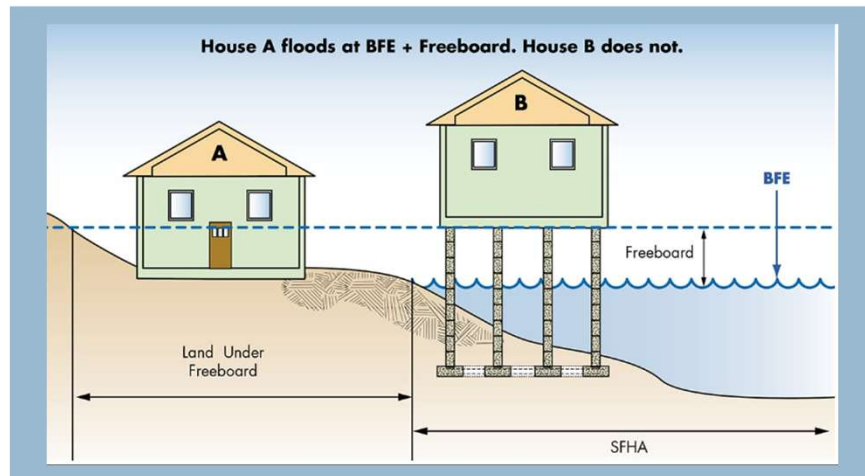 House A floods at BFE + Freeboard. House B does not.
A
B
BFE
Freeboard
Land Under
Freeboard
SFHA